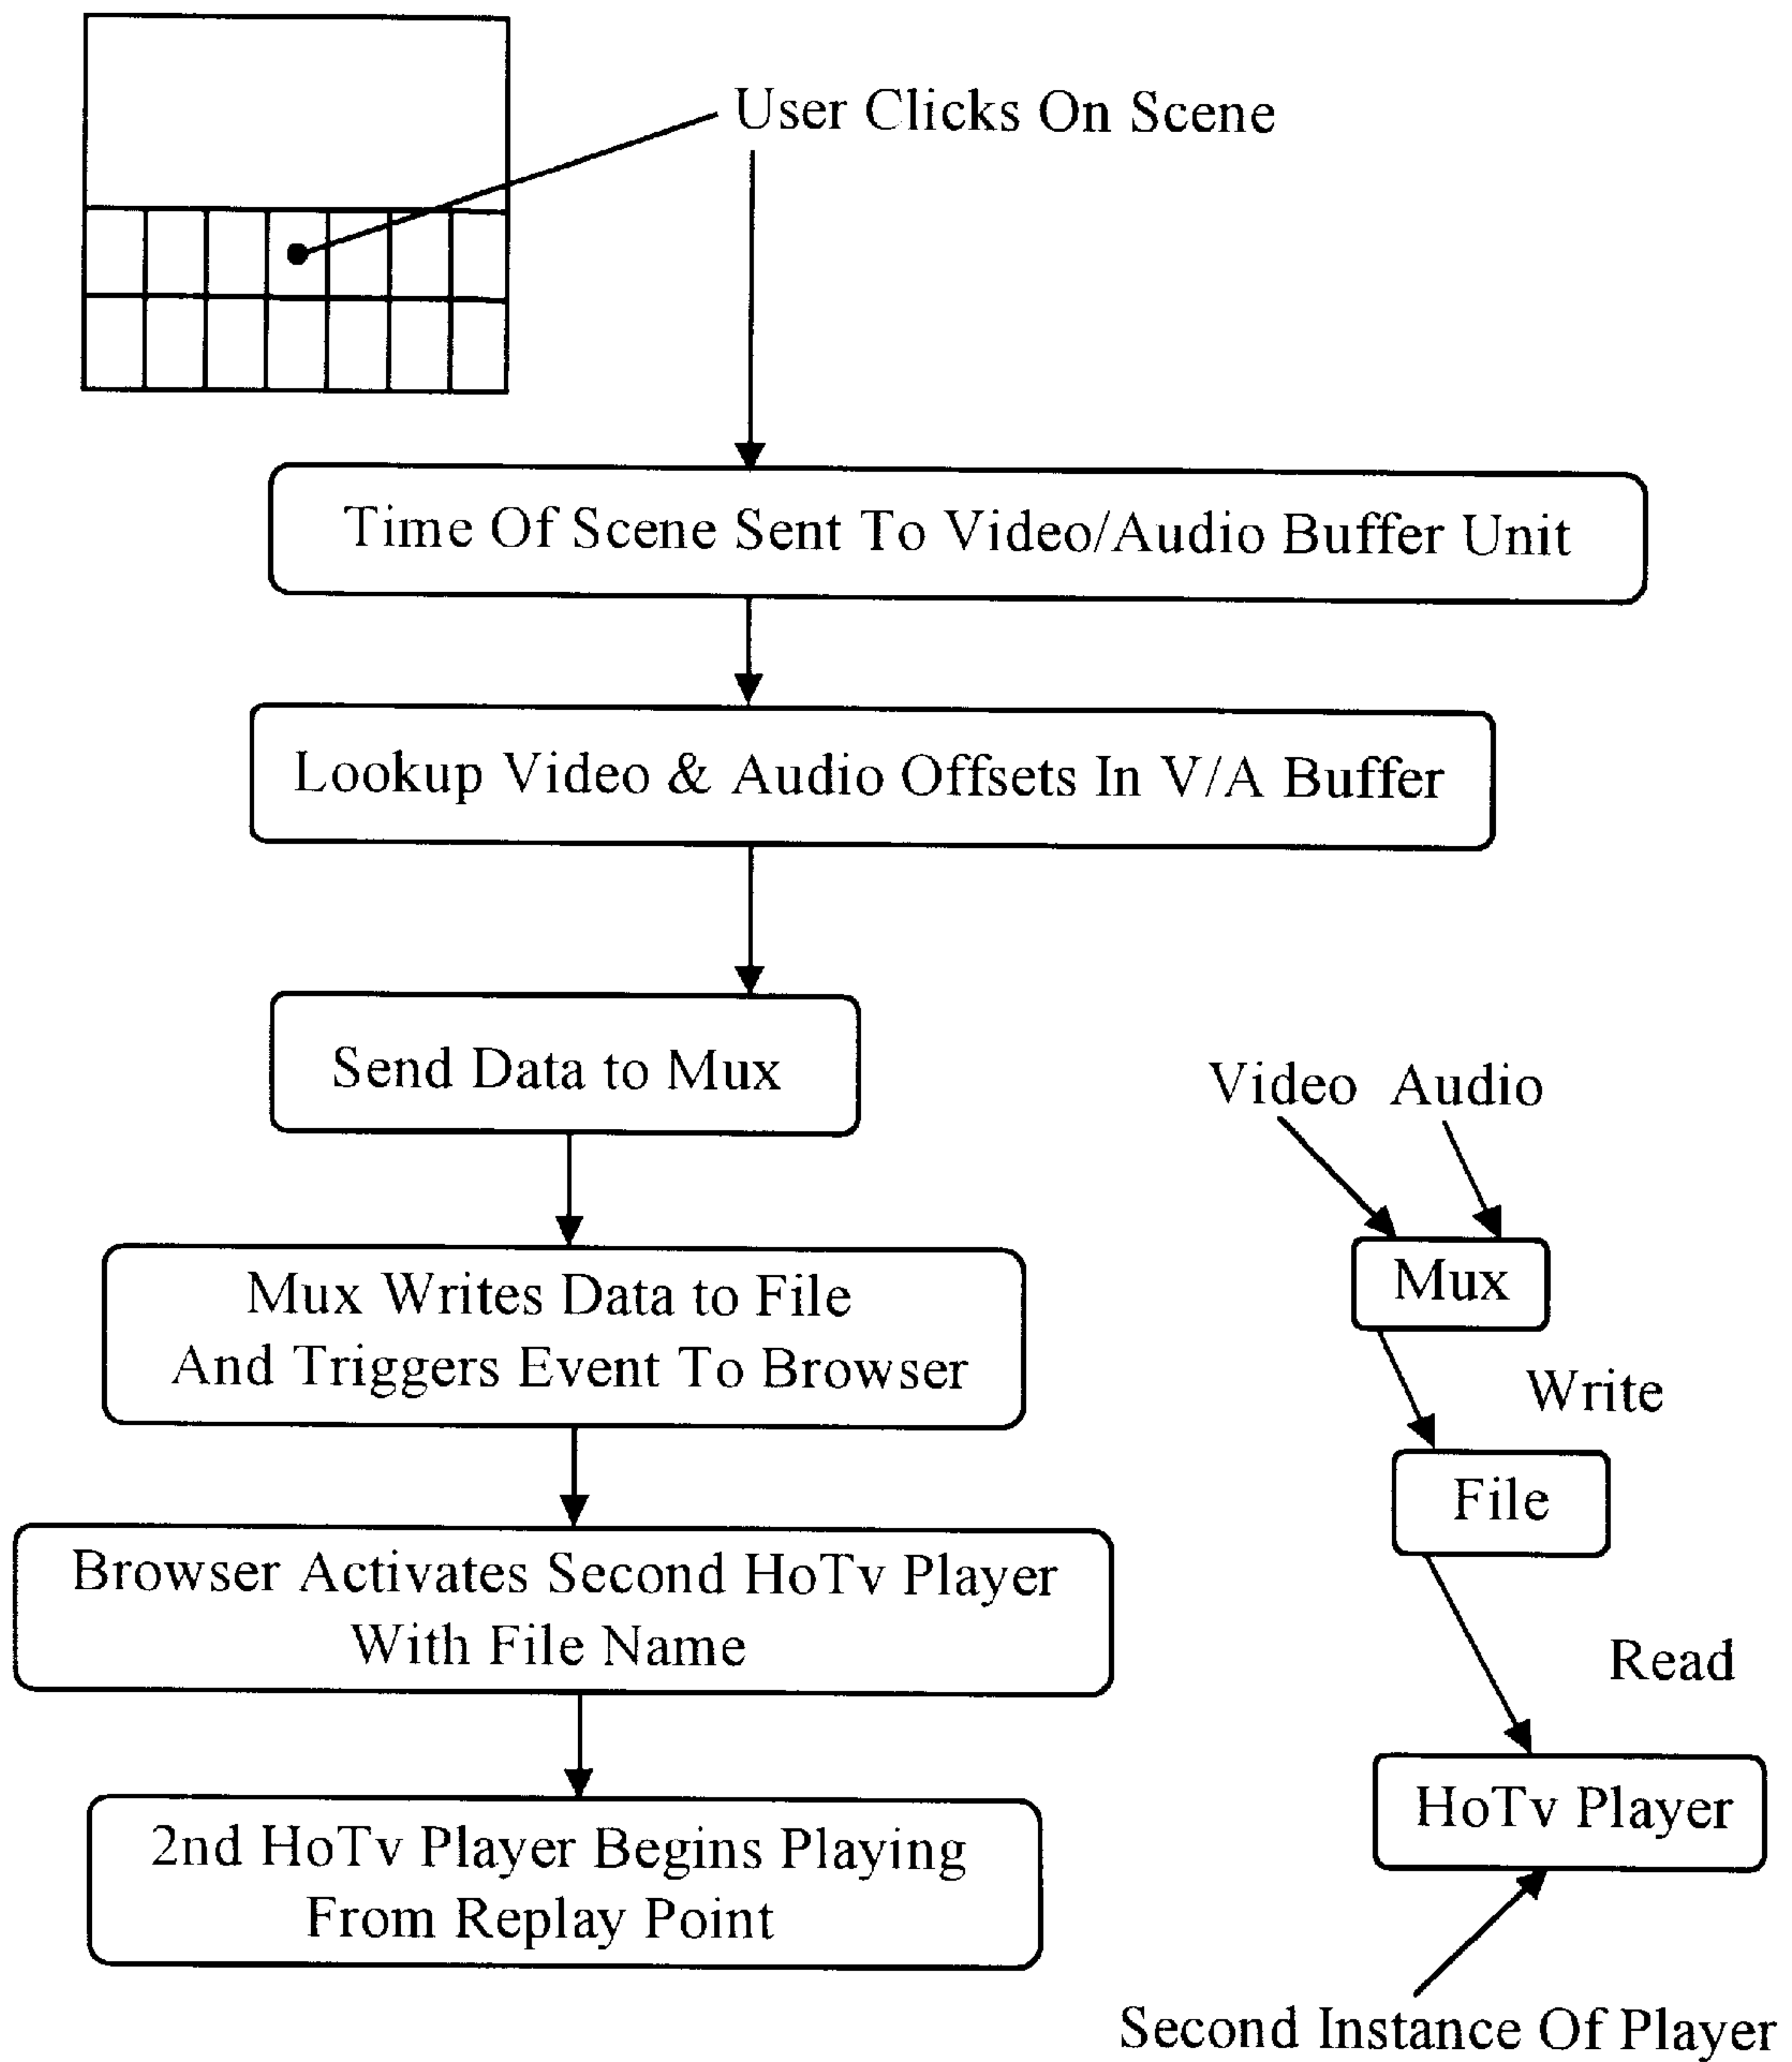 User Clicks On Scene
Time Of Scene Sent To Video/Audio Buffer Unit
Lookup Video & Audio Offsets In V/A Buffer
Send Data to Mux
Mux Writes Data to File
And Triggers Event To Browser
Browser Activates Second HoTv Player
With File Name
2nd HoTv Player Begins Playing
From Replay Point
Video Audio
Mux
Write
File
Read
HoTv Player
Second Instance Of Player